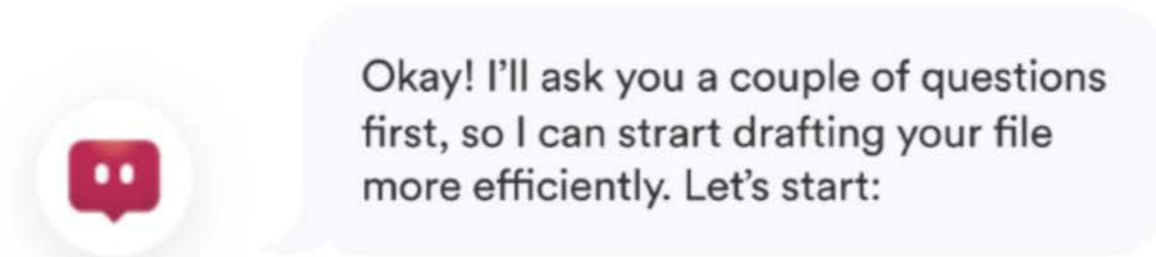 Okay! I’ll ask you a couple of questions
first, so I can strart drafting your file
more efficiently. Let’s start: